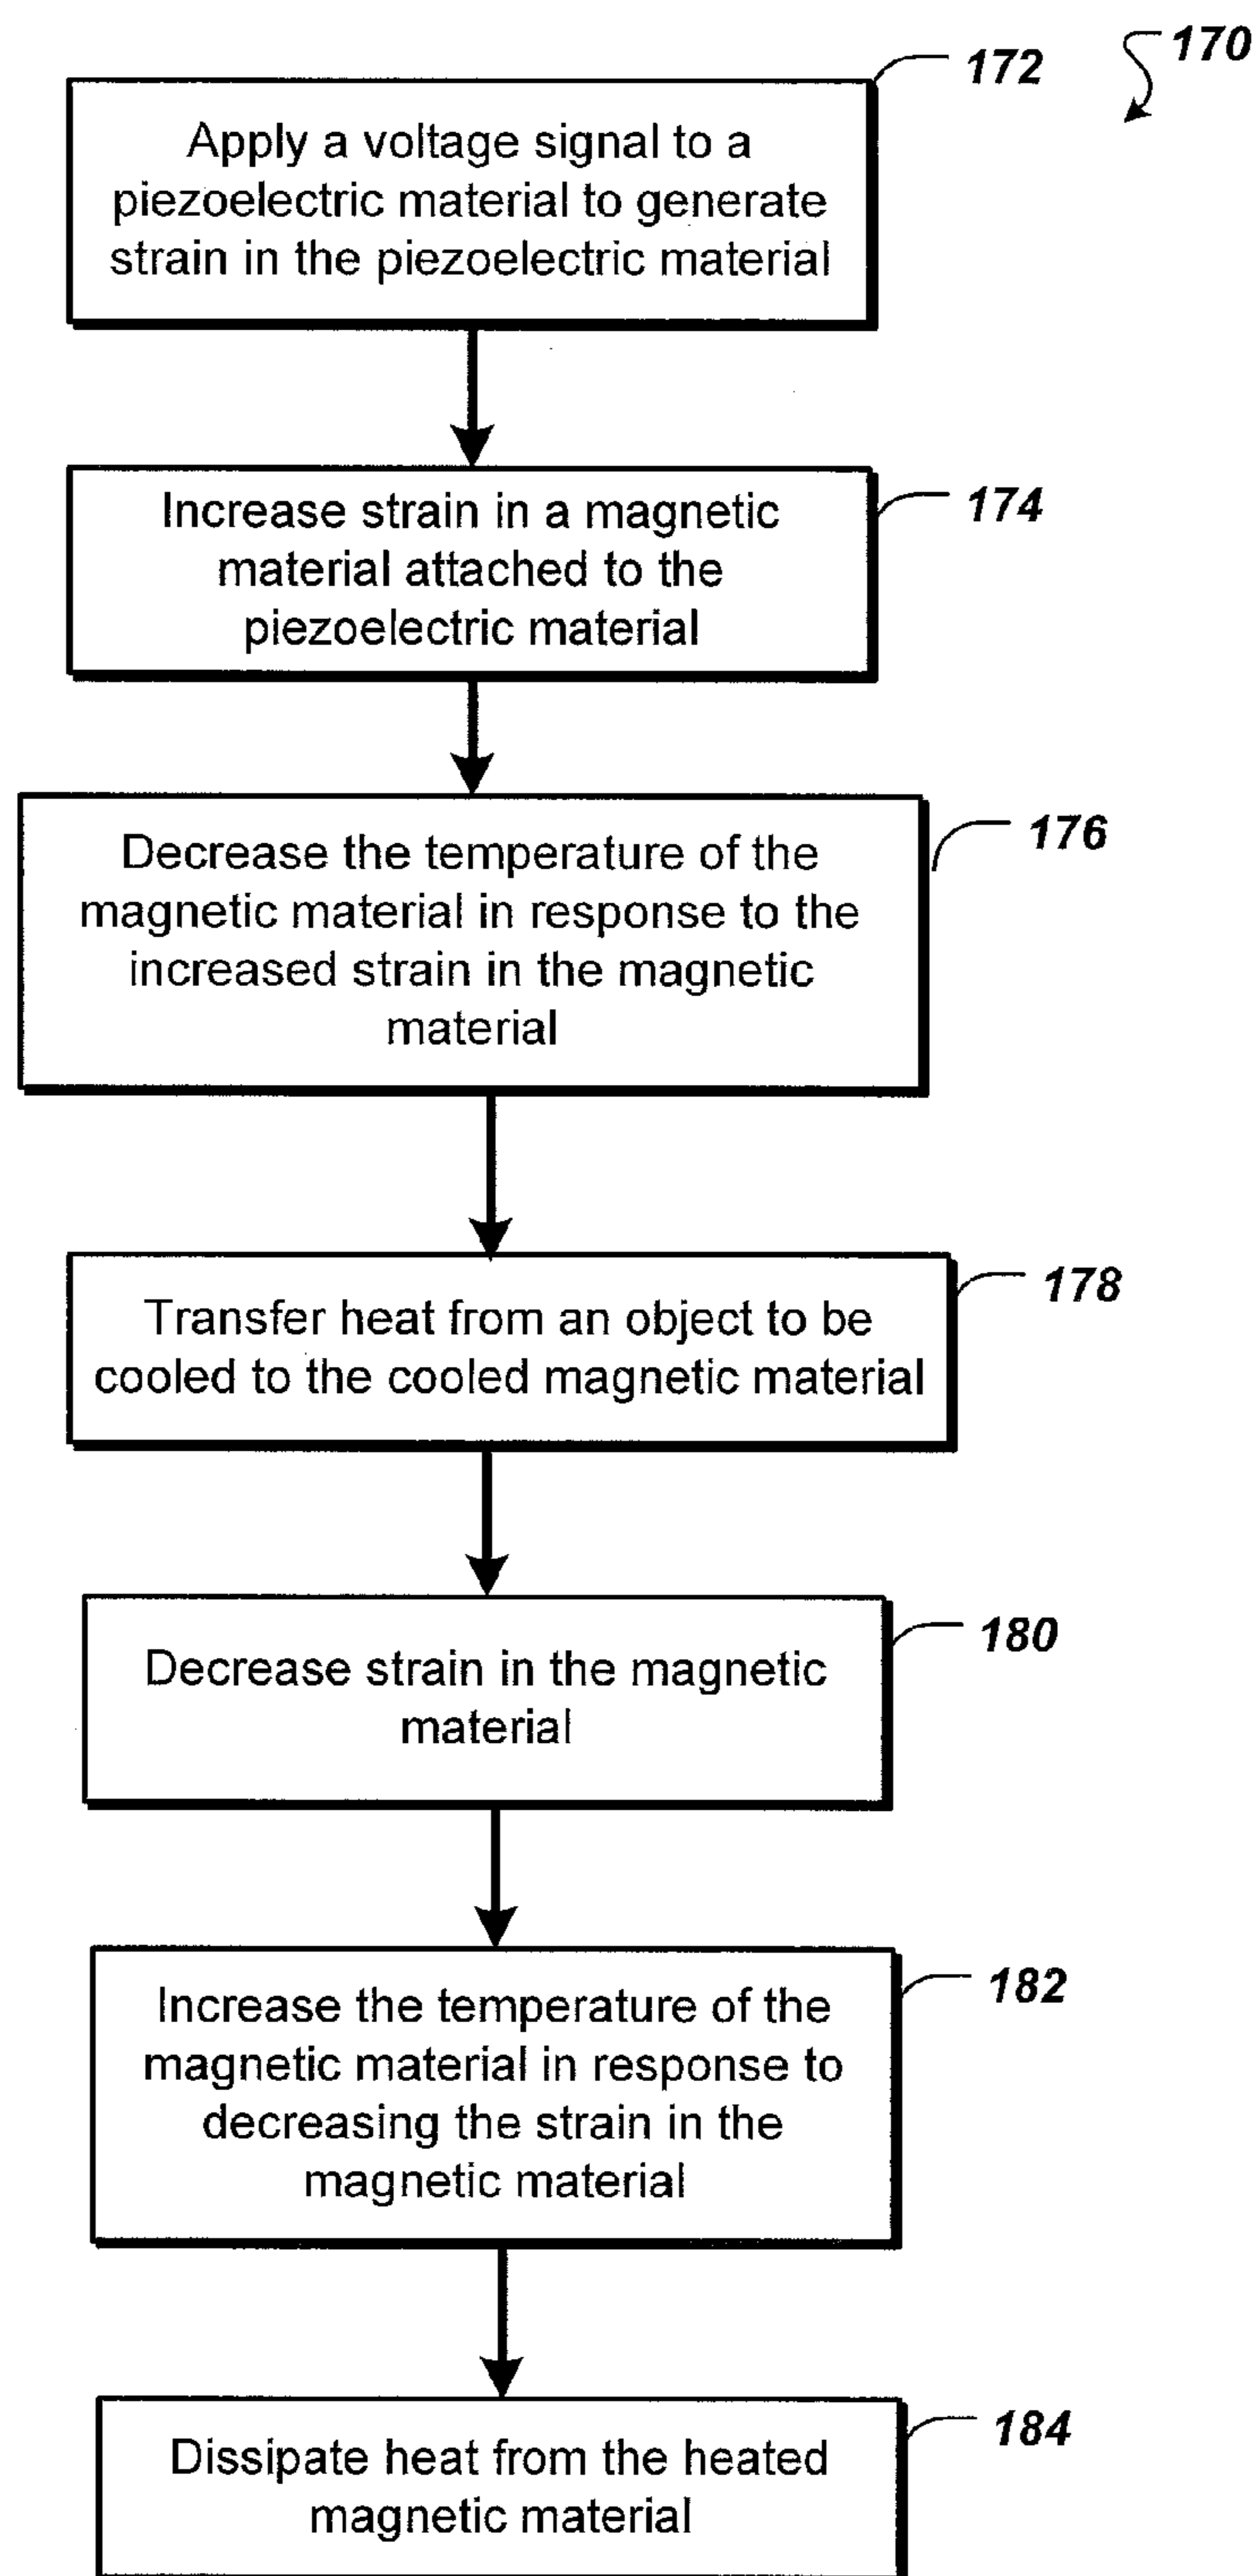 170
172
Apply a voltage signal to a
piezoelectric material to generate
strain in the piezoelectric material
174
Increase strain in a magnetic
material attached to the
piezoelectric material
176
Decrease the temperature of the
magnetic material in response to the
increased strain in the magnetic
material
178
Transfer heat from an object to be
cooled to the cooled magnetic material
180
Decrease strain in the magnetic
material
182
Increase the temperature of the
magnetic material in response to
decreasing the strain in the
magnetic material
184
Dissipate heat from the heated
magnetic material